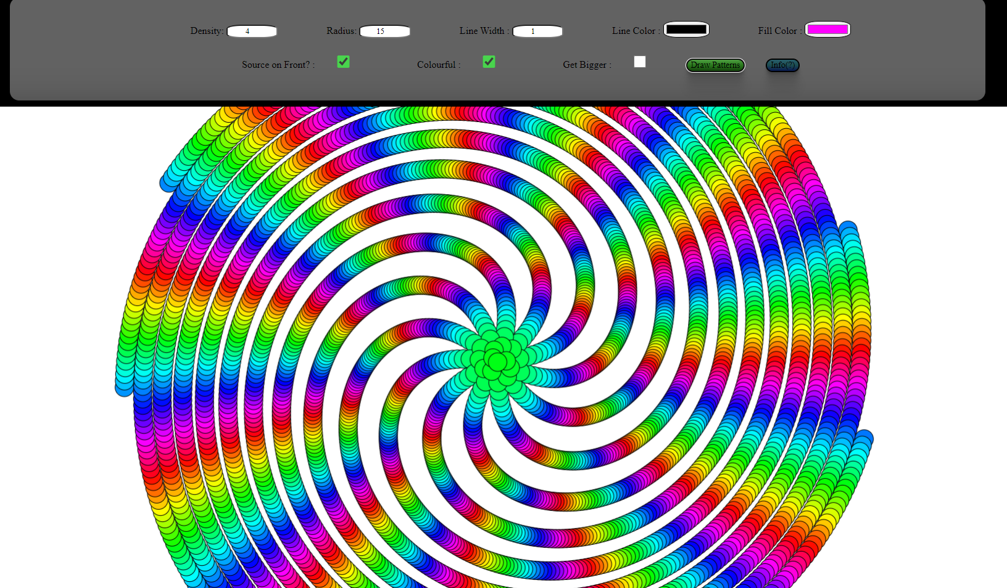 Density: 4 Radius: 15 Line Width : 1 Line Color : Fill Color :
Source on Front? : Colourful : Get Bigger : Draw Patterns Info(?)